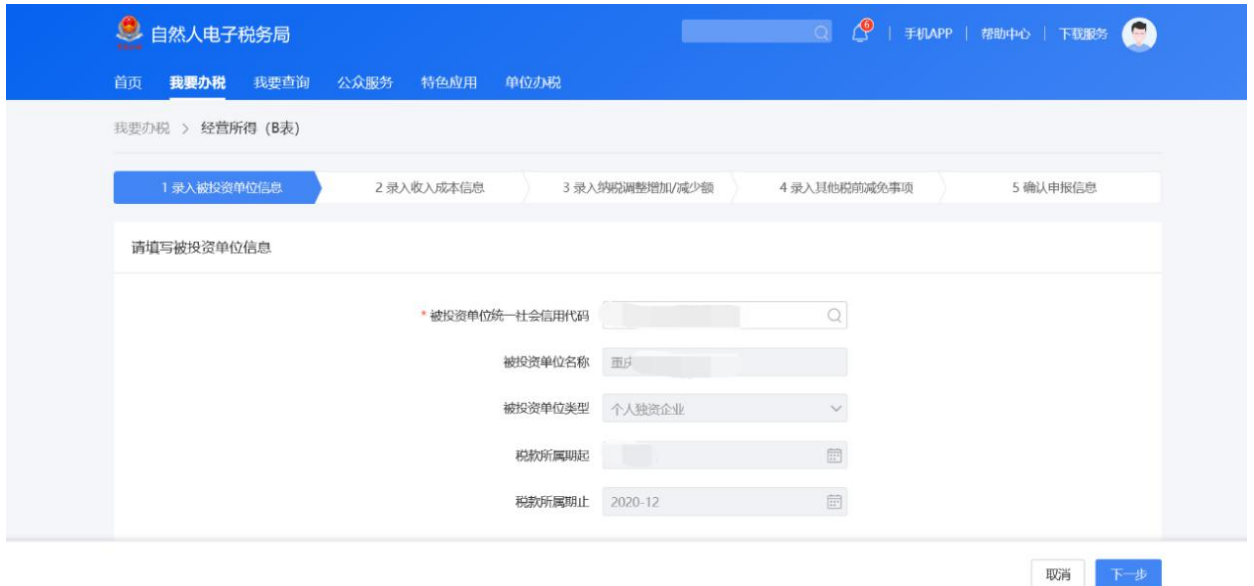 自然人电子税务局
6
手机APP | 帮助中心 | 下载服务
首页 我要办税 我要查询 公众服务 特色应用 单位办税
我要办税 > 经营所得（B表）
1 录入被投资单位信息 2 录入收入成本信息 3 录入纳税调整增加/减少额 4 录入其他税前减免事项 5 确认申报信息
请填写被投资单位信息
* 被投资单位统一社会信用代码
被投资单位名称 重庆
被投资单位类型 个人独资企业
税款所属期起
税款所属期止 2020-12
取消 下一步